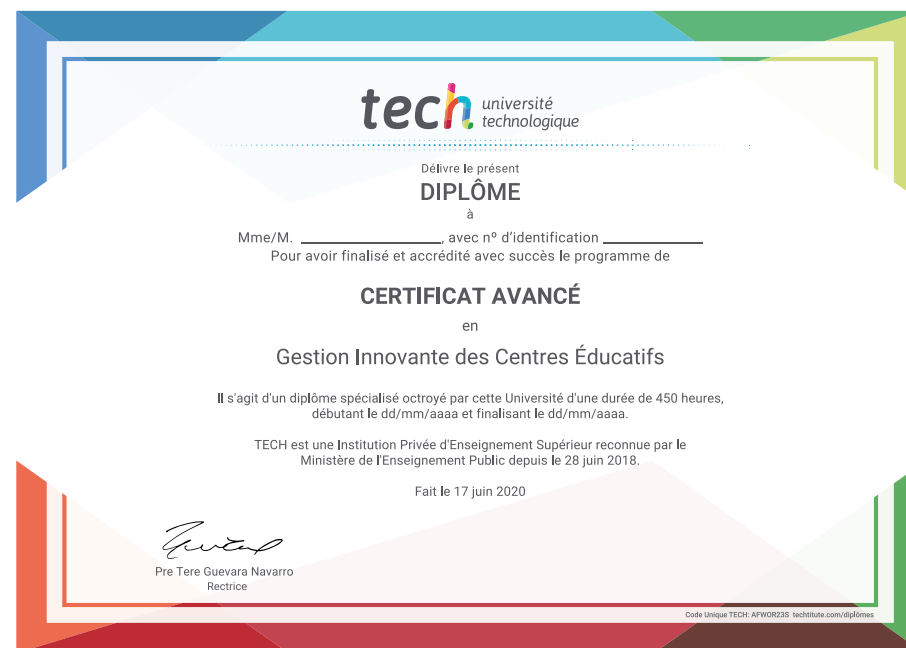 tech université
technologique
Délivre le présent
DIPLÔME
à
Mme/M. ____________________, avec nº d'identification ______________
Pour avoir finalisé et accrédité avec succès le programme de
CERTIFICAT AVANCÉ
en
Gestion Innovante des Centres Éducatifs
Il s'agit d'un diplôme spécialisé octroyé par cette Université d'une durée de 450 heures,
débutant le dd/mm/aaaa et finalisant le dd/mm/aaaa.
TECH est une Institution Privée d'Enseignement Supérieur reconnue par le
Ministère de l'Enseignement Public depuis le 28 juin 2018.
Fait le 17 juin 2020
Pre Tere Guevara Navarro
Rectrice
Code Unique TECH: AFWOR23S techtitute.com/diplômes